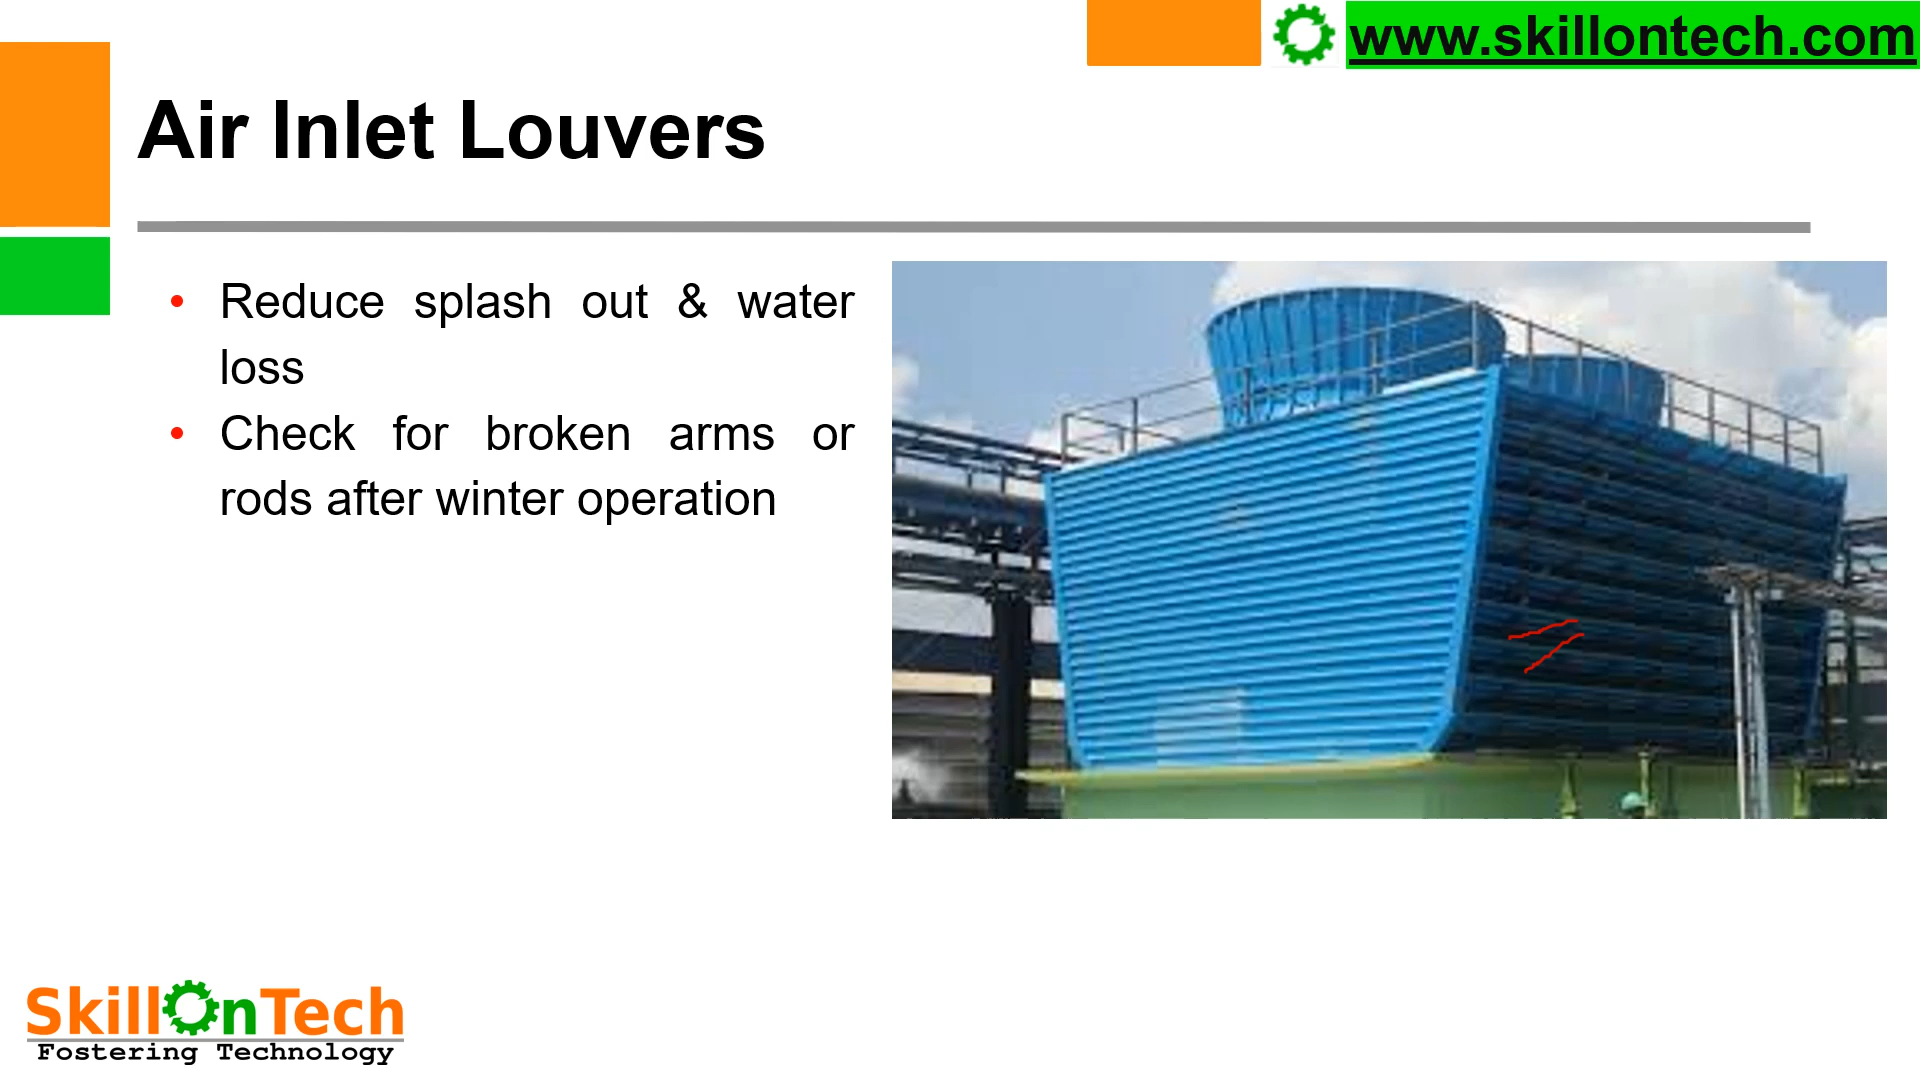 www.skillontech.com
Air Inlet Louvers
• Reduce splash out & water
loss
• Check for broken arms or
rods after winter operation
SkillOnTech
Fostering Technology